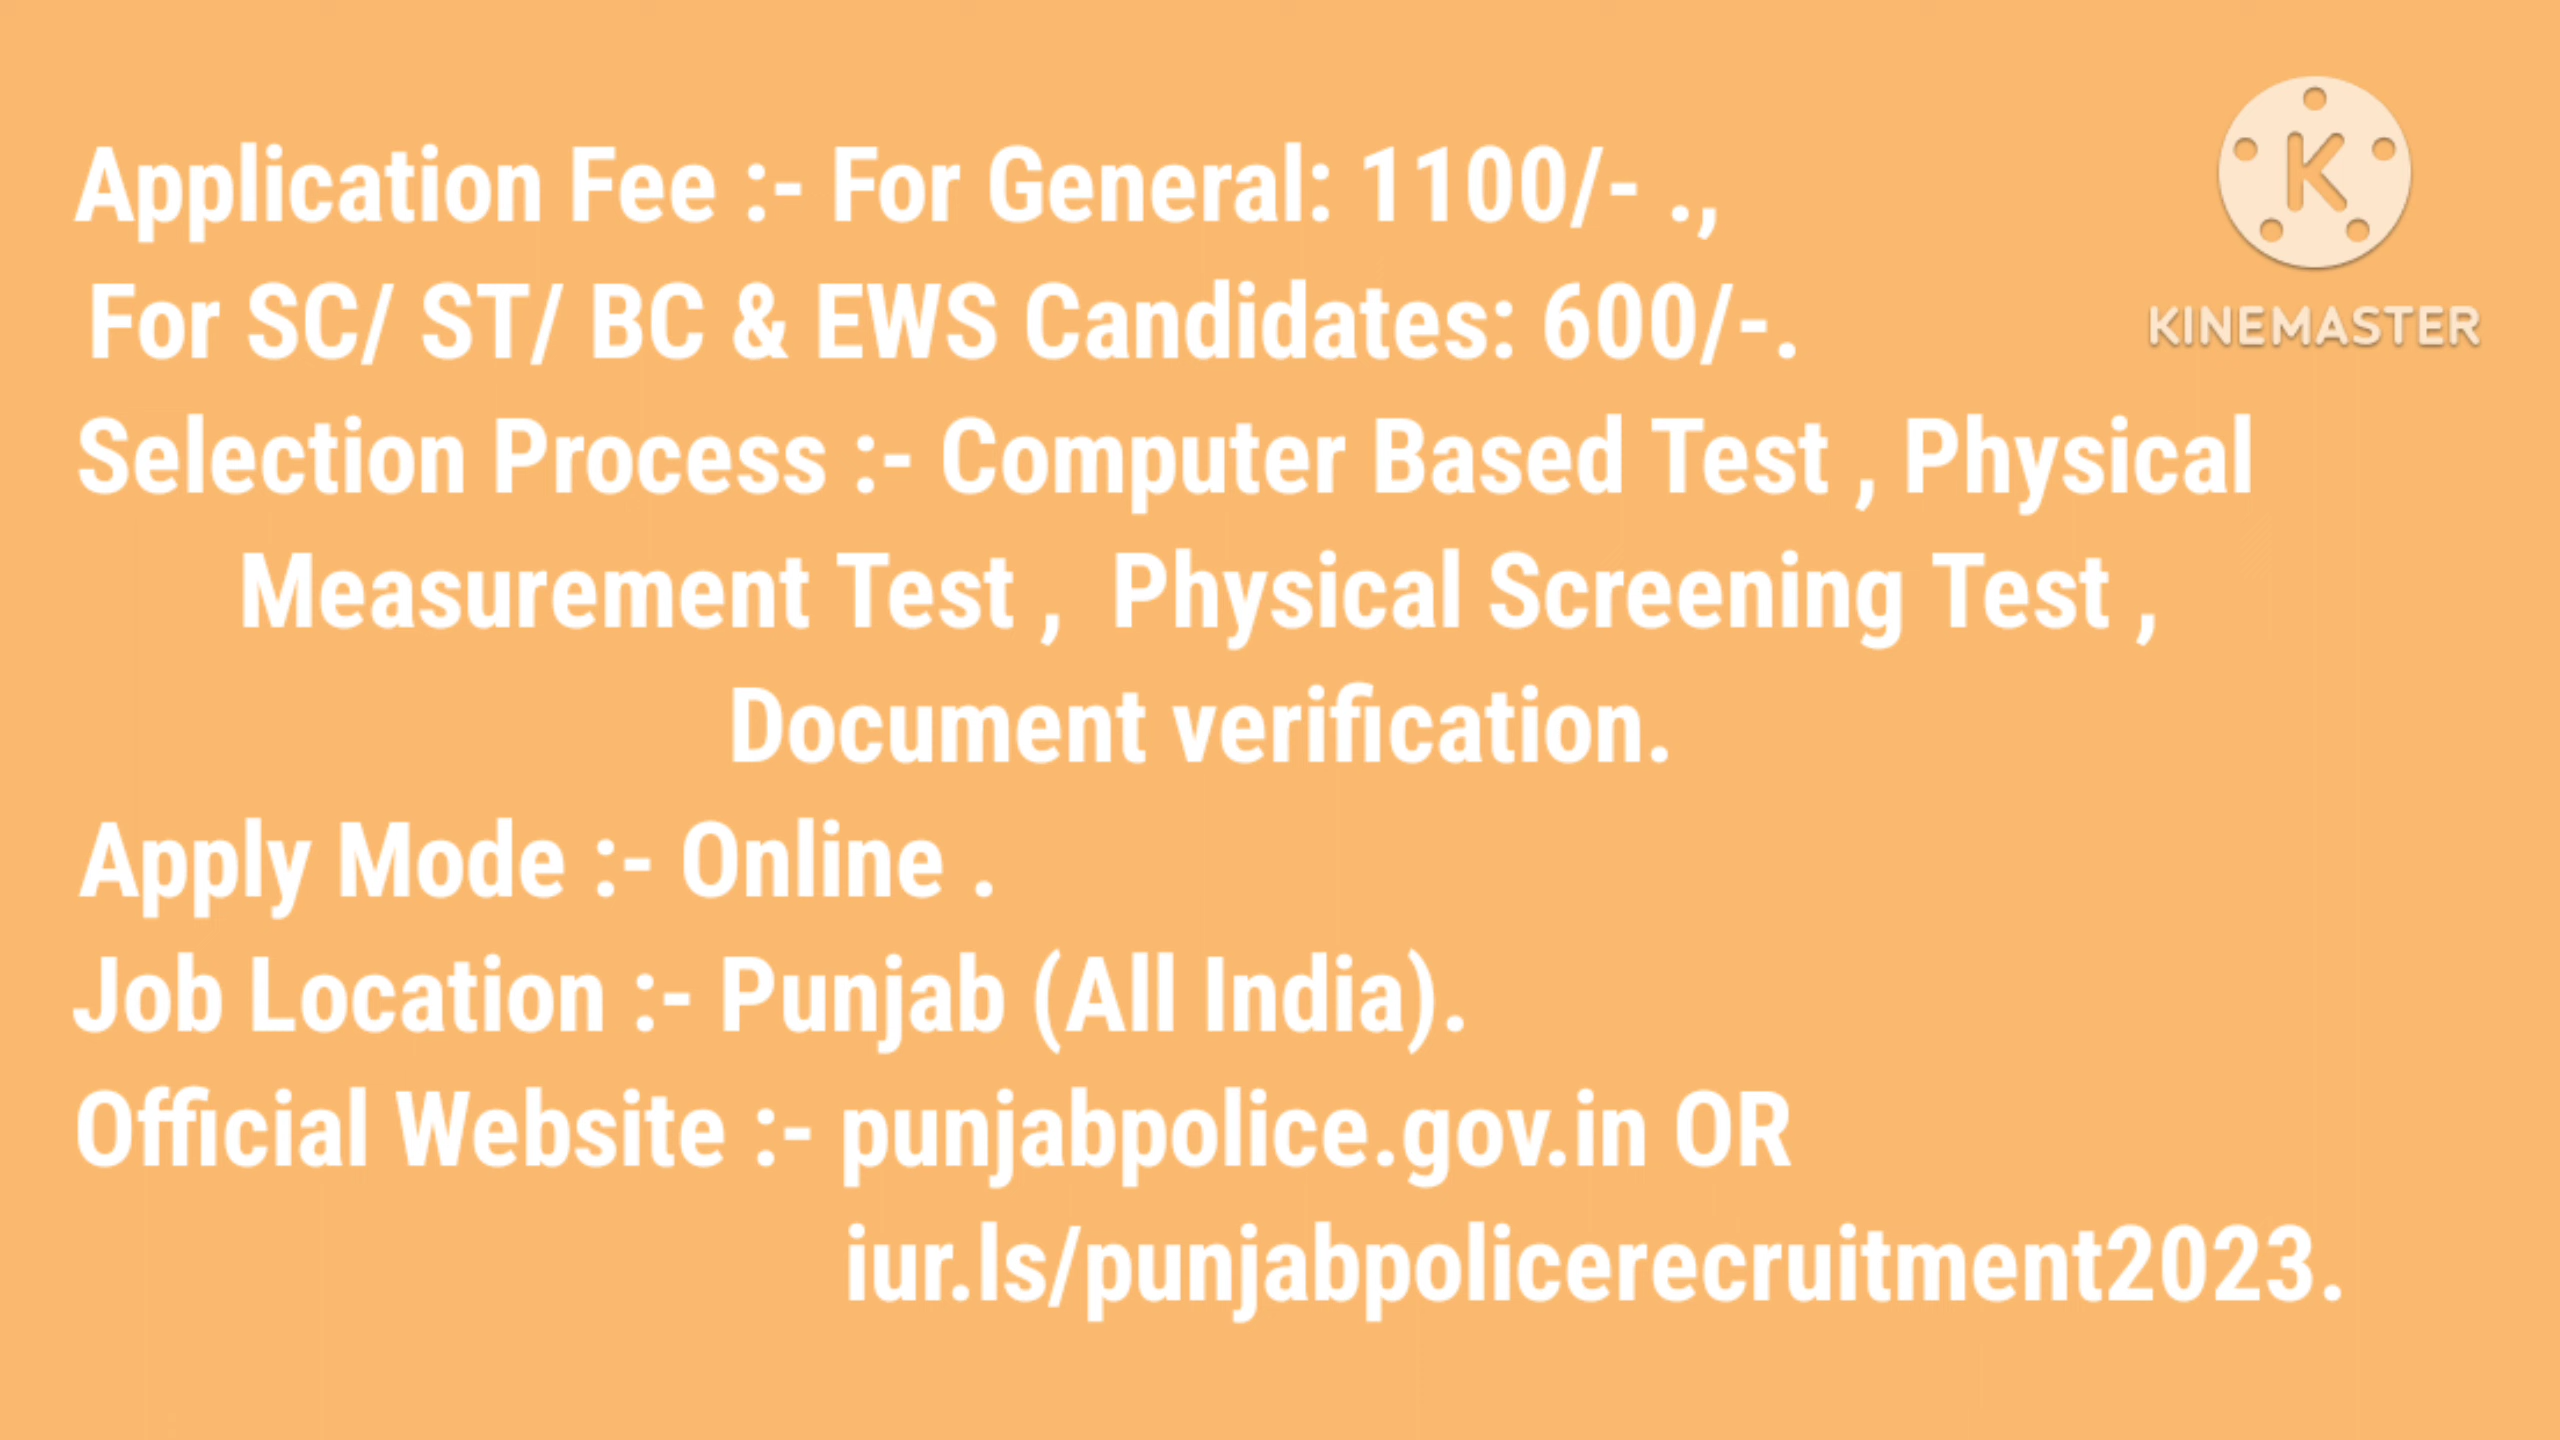 Application Fee :- For General: 1100/- .,
For SC/ ST/ BC & EWS Candidates: 600/-.
Selection Process :- Computer Based Test , Physical
Measurement Test ,  Physical Screening Test ,
Document verification.
Apply Mode :- Online .
Job Location :- Punjab (All India).
Official Website :- punjabpolice.gov.in OR
iur.ls/punjabpolicerecruitment2023.
K
KINEMASTER